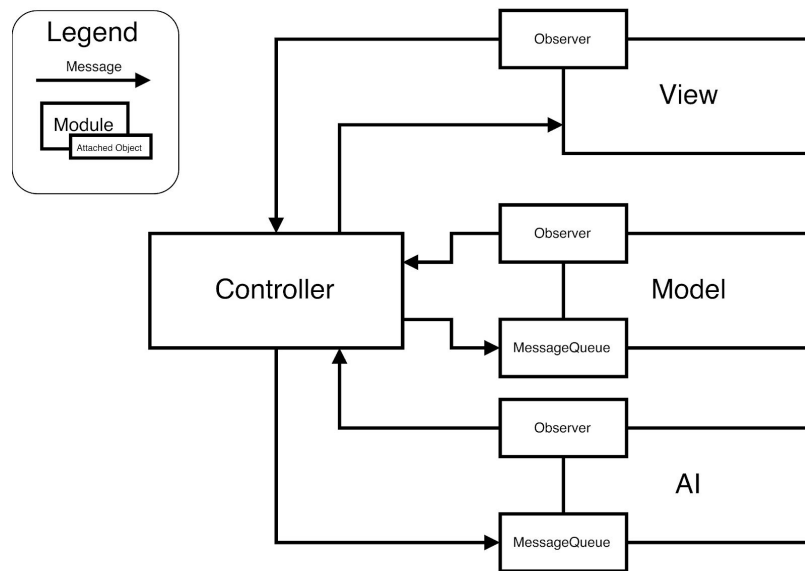 Legend
Message
Module
Attached Object
Observer
View
Observer
Controller
Model
MessageQueue
Observer
AI
MessageQueue